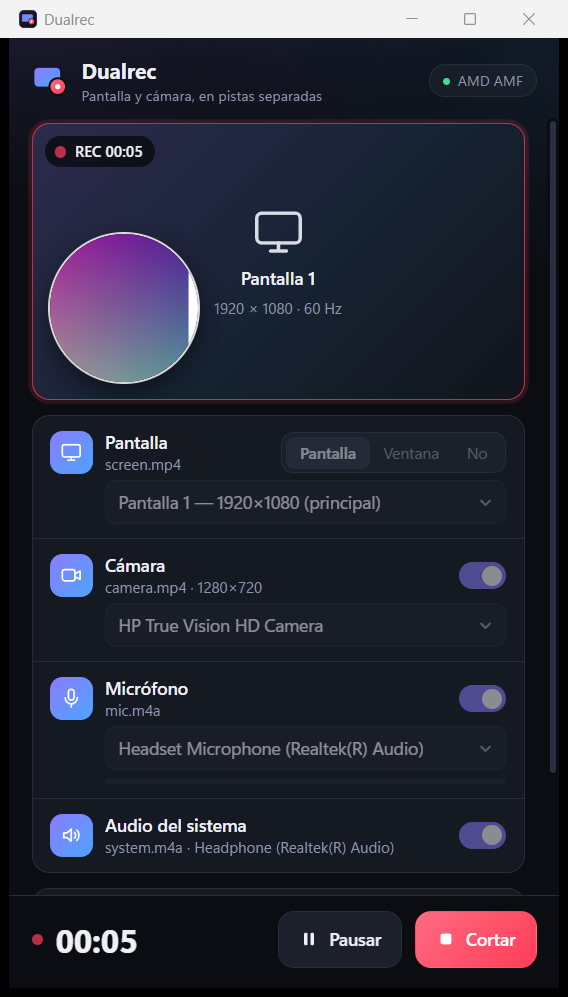 Dualrec
Dualrec
Pantalla y cámara, en pistas separadas
AMD AMF
REC 00:05
Pantalla 1
1920 × 1080 · 60 Hz
Pantalla
screen.mp4
Pantalla
Ventana
No
Pantalla 1 — 1920×1080 (principal)
Cámara
camera.mp4 · 1280×720
HP True Vision HD Camera
Micrófono
mic.m4a
Headset Microphone (Realtek(R) Audio)
Audio del sistema
system.m4a · Headphone (Realtek(R) Audio)
00:05
Pausar
Cortar